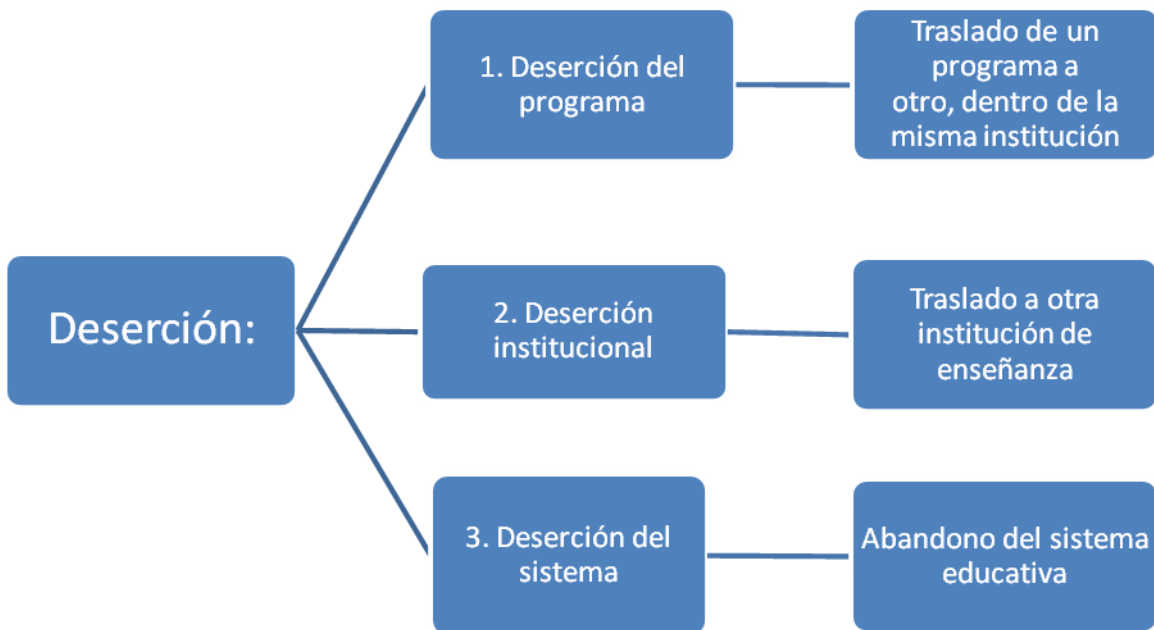 Deserción:
1. Deserción del
programa
Traslado de un
programa a
otro, dentro de la
misma institución
2. Deserción
institucional
Traslado a otra
institución de
enseñanza
3. Deserción del
sistema
Abandono del sistema
educativa